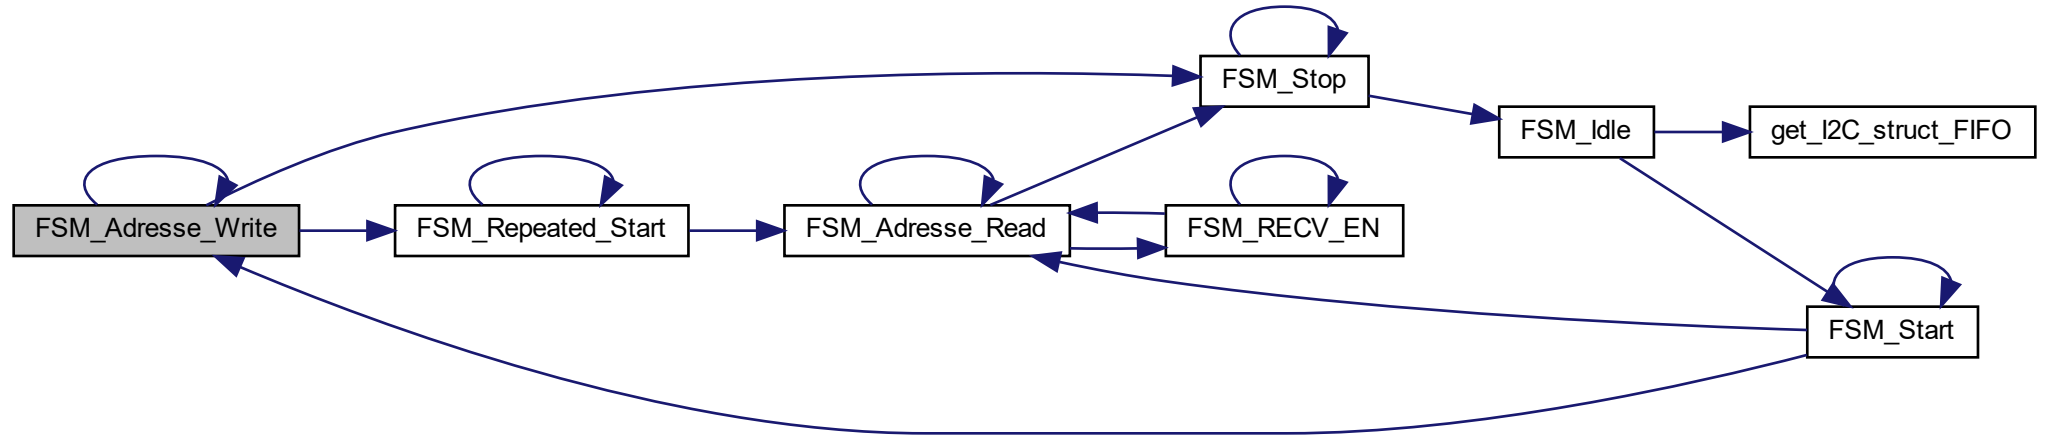 FSM_Stop
FSM_Idle
get_I2C_struct_FIFO
FSM_Adresse_Write
FSM_Repeated_Start
FSM_Adresse_Read
FSM_RECV_EN
FSM_Start